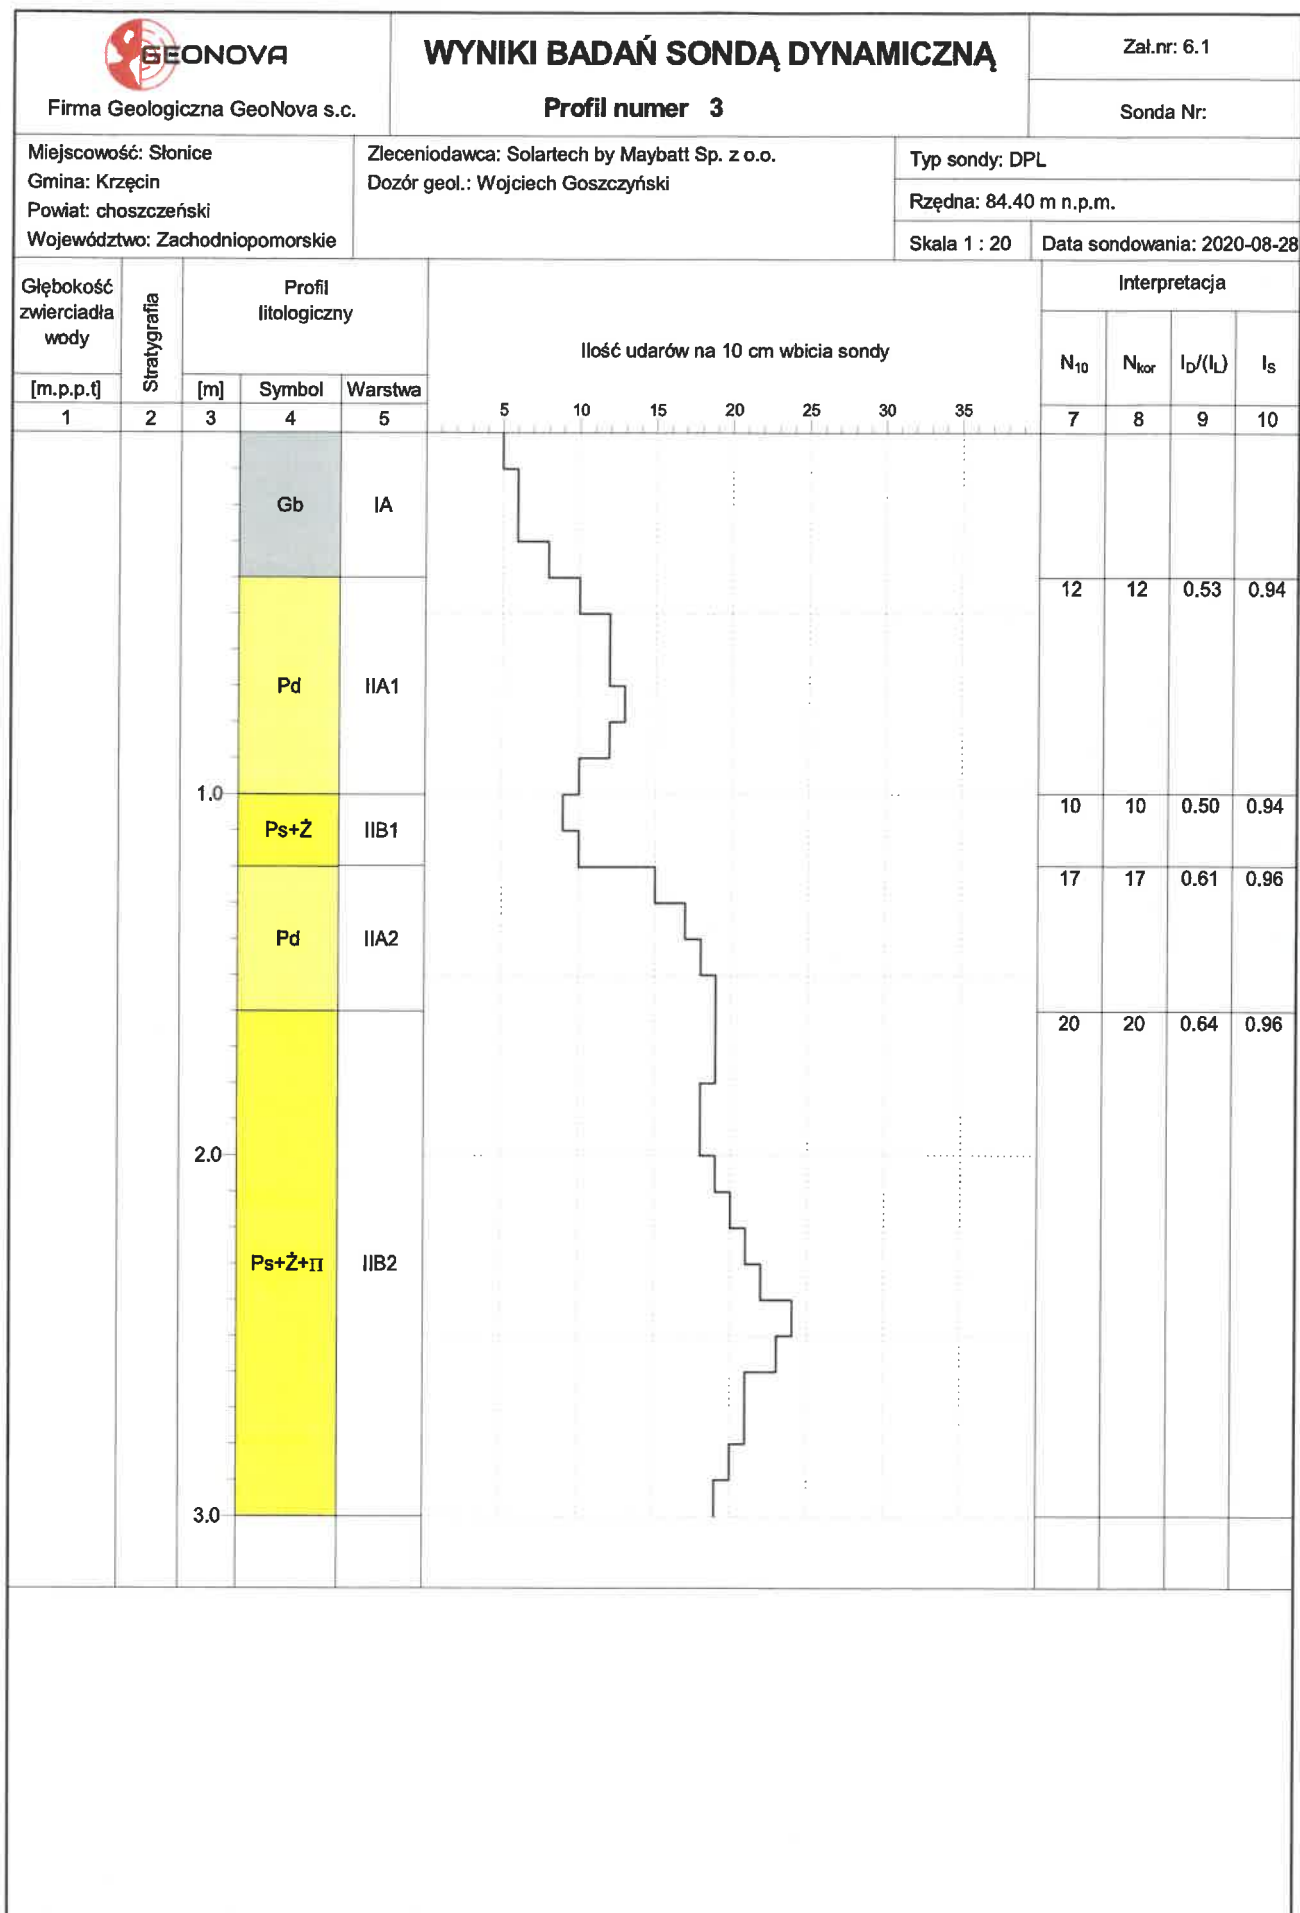 GEONOVA
Firma Geologiczna GeoNova s.c.
WYNIKI BADAŃ SONDĄ DYNAMICZNĄ
Profil numer 3
Zał.nr: 6.1
Sonda Nr:
Miejscowość: Słonice
Gmina: Krzęcin
Powiat: choszczeński
Województwo: Zachodniopomorskie
Zleceniodawca: Solartech by Maybatt Sp. z o.o.
Dozór geol.: Wojciech Goszczyński
Typ sondy: DPL
Rzędna: 84.40 m n.p.m.
Skala 1 : 20
Data sondowania: 2020-08-28
Głębokość
zwierciadła
wody
[m.p.p.t]
Stratygrafia
Profil
litologiczny
[m] Symbol Warstwa
Ilość udarów na 10 cm wbicia sondy
Interpretacja
N10 Nkor ID/(IL) IS
5 10 15 20 25 30 35
1 2 3 4 5 7 8 9 10
Gb IA
12 12 0.53 0.94
Pd IIA1
1.0
10 10 0.50 0.94
Ps+Ż IIB1
17 17 0.61 0.96
Pd IIA2
20 20 0.64 0.96
2.0
Ps+Ż+Π IIB2
3.0